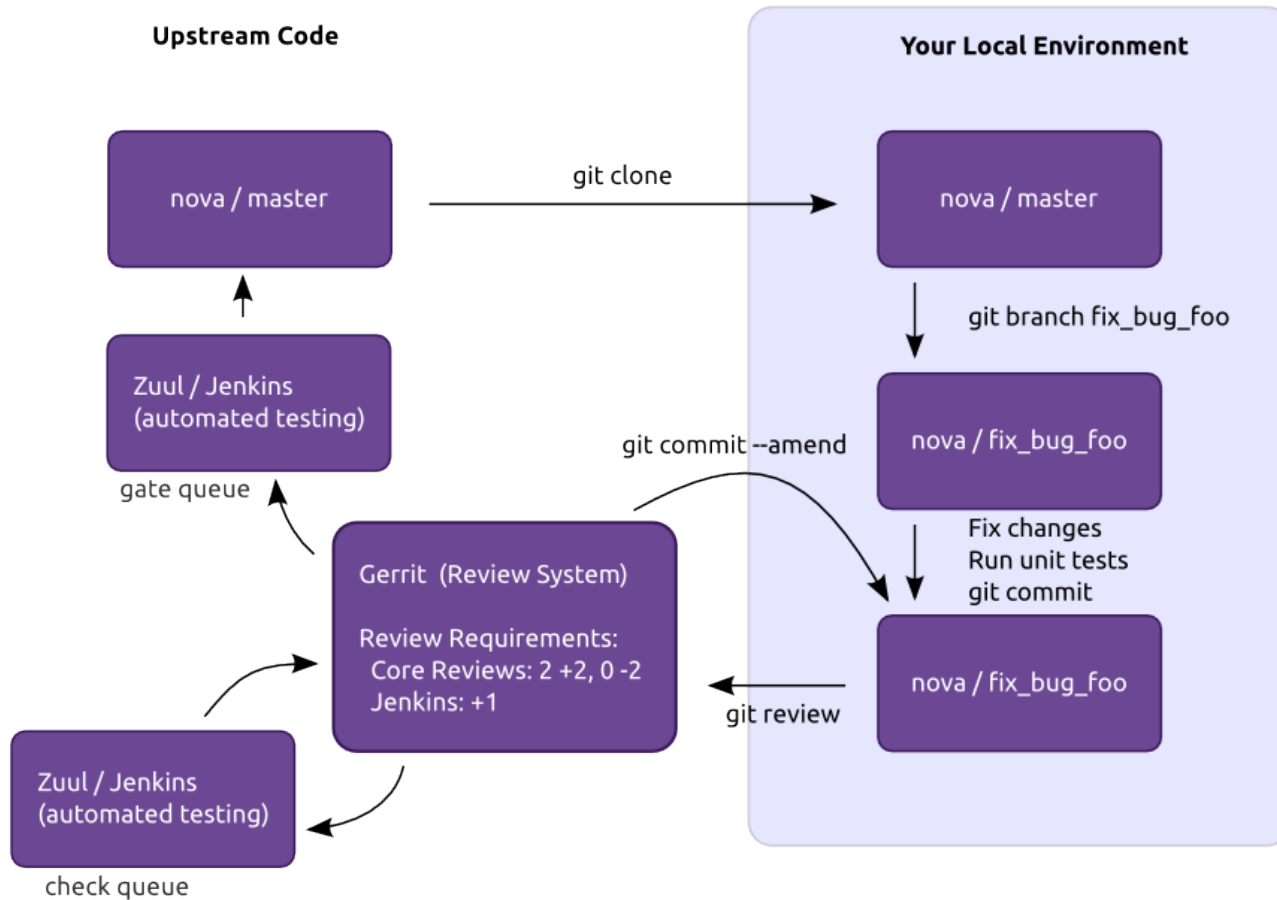 Upstream Code
Your Local Environment
nova / master
git clone
nova / master
git branch fix_bug_foo
Zuul / Jenkins
(automated testing)
gate queue
nova / fix_bug_foo
git commit --amend
Fix changes
Run unit tests
git commit
Gerrit  (Review System)
Review Requirements:
Core Reviews: 2 +2, 0 -2
Jenkins: +1
nova / fix_bug_foo
git review
Zuul / Jenkins
(automated testing)
check queue